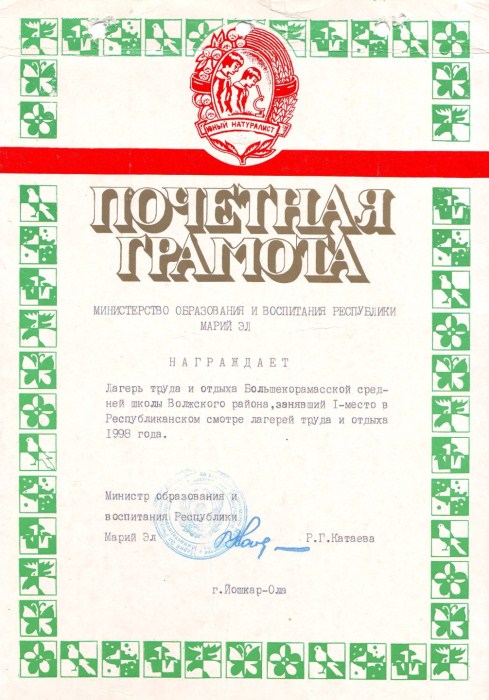 ЮНЫЙ НАТУРАЛИСТ
ПОЧЕТНАЯ
ГРАМОТА
МИНИСТЕРСТВО ОБРАЗОВАНИЯ И ВОСПИТАНИЯ РЕСПУБЛИКИ
МАРИЙ ЭЛ
НАГРАЖДАЕТ
Лагерь труда и отдыха Большекорамасской сред-
ней школы Волжского района,занявший I-место в
Республиканском смотре лагерей труда и отдыха
1998 года.
Министр образования и
воспитания Республики
Марий Эл Р.Г.Катаева
г.Йошкар-Ола